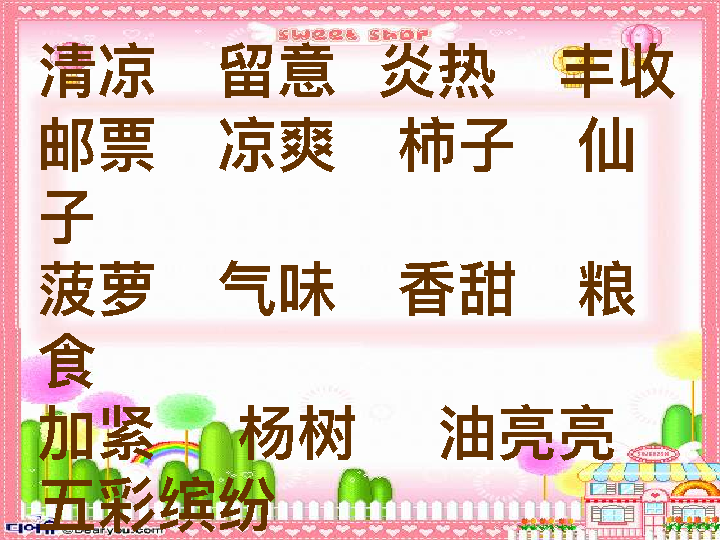 sweet shop
清凉 留意 炎热 丰收
邮票 凉爽 柿子 仙
子
菠萝 气味 香甜 粮
食
加紧 杨树 油亮亮
五彩缤纷